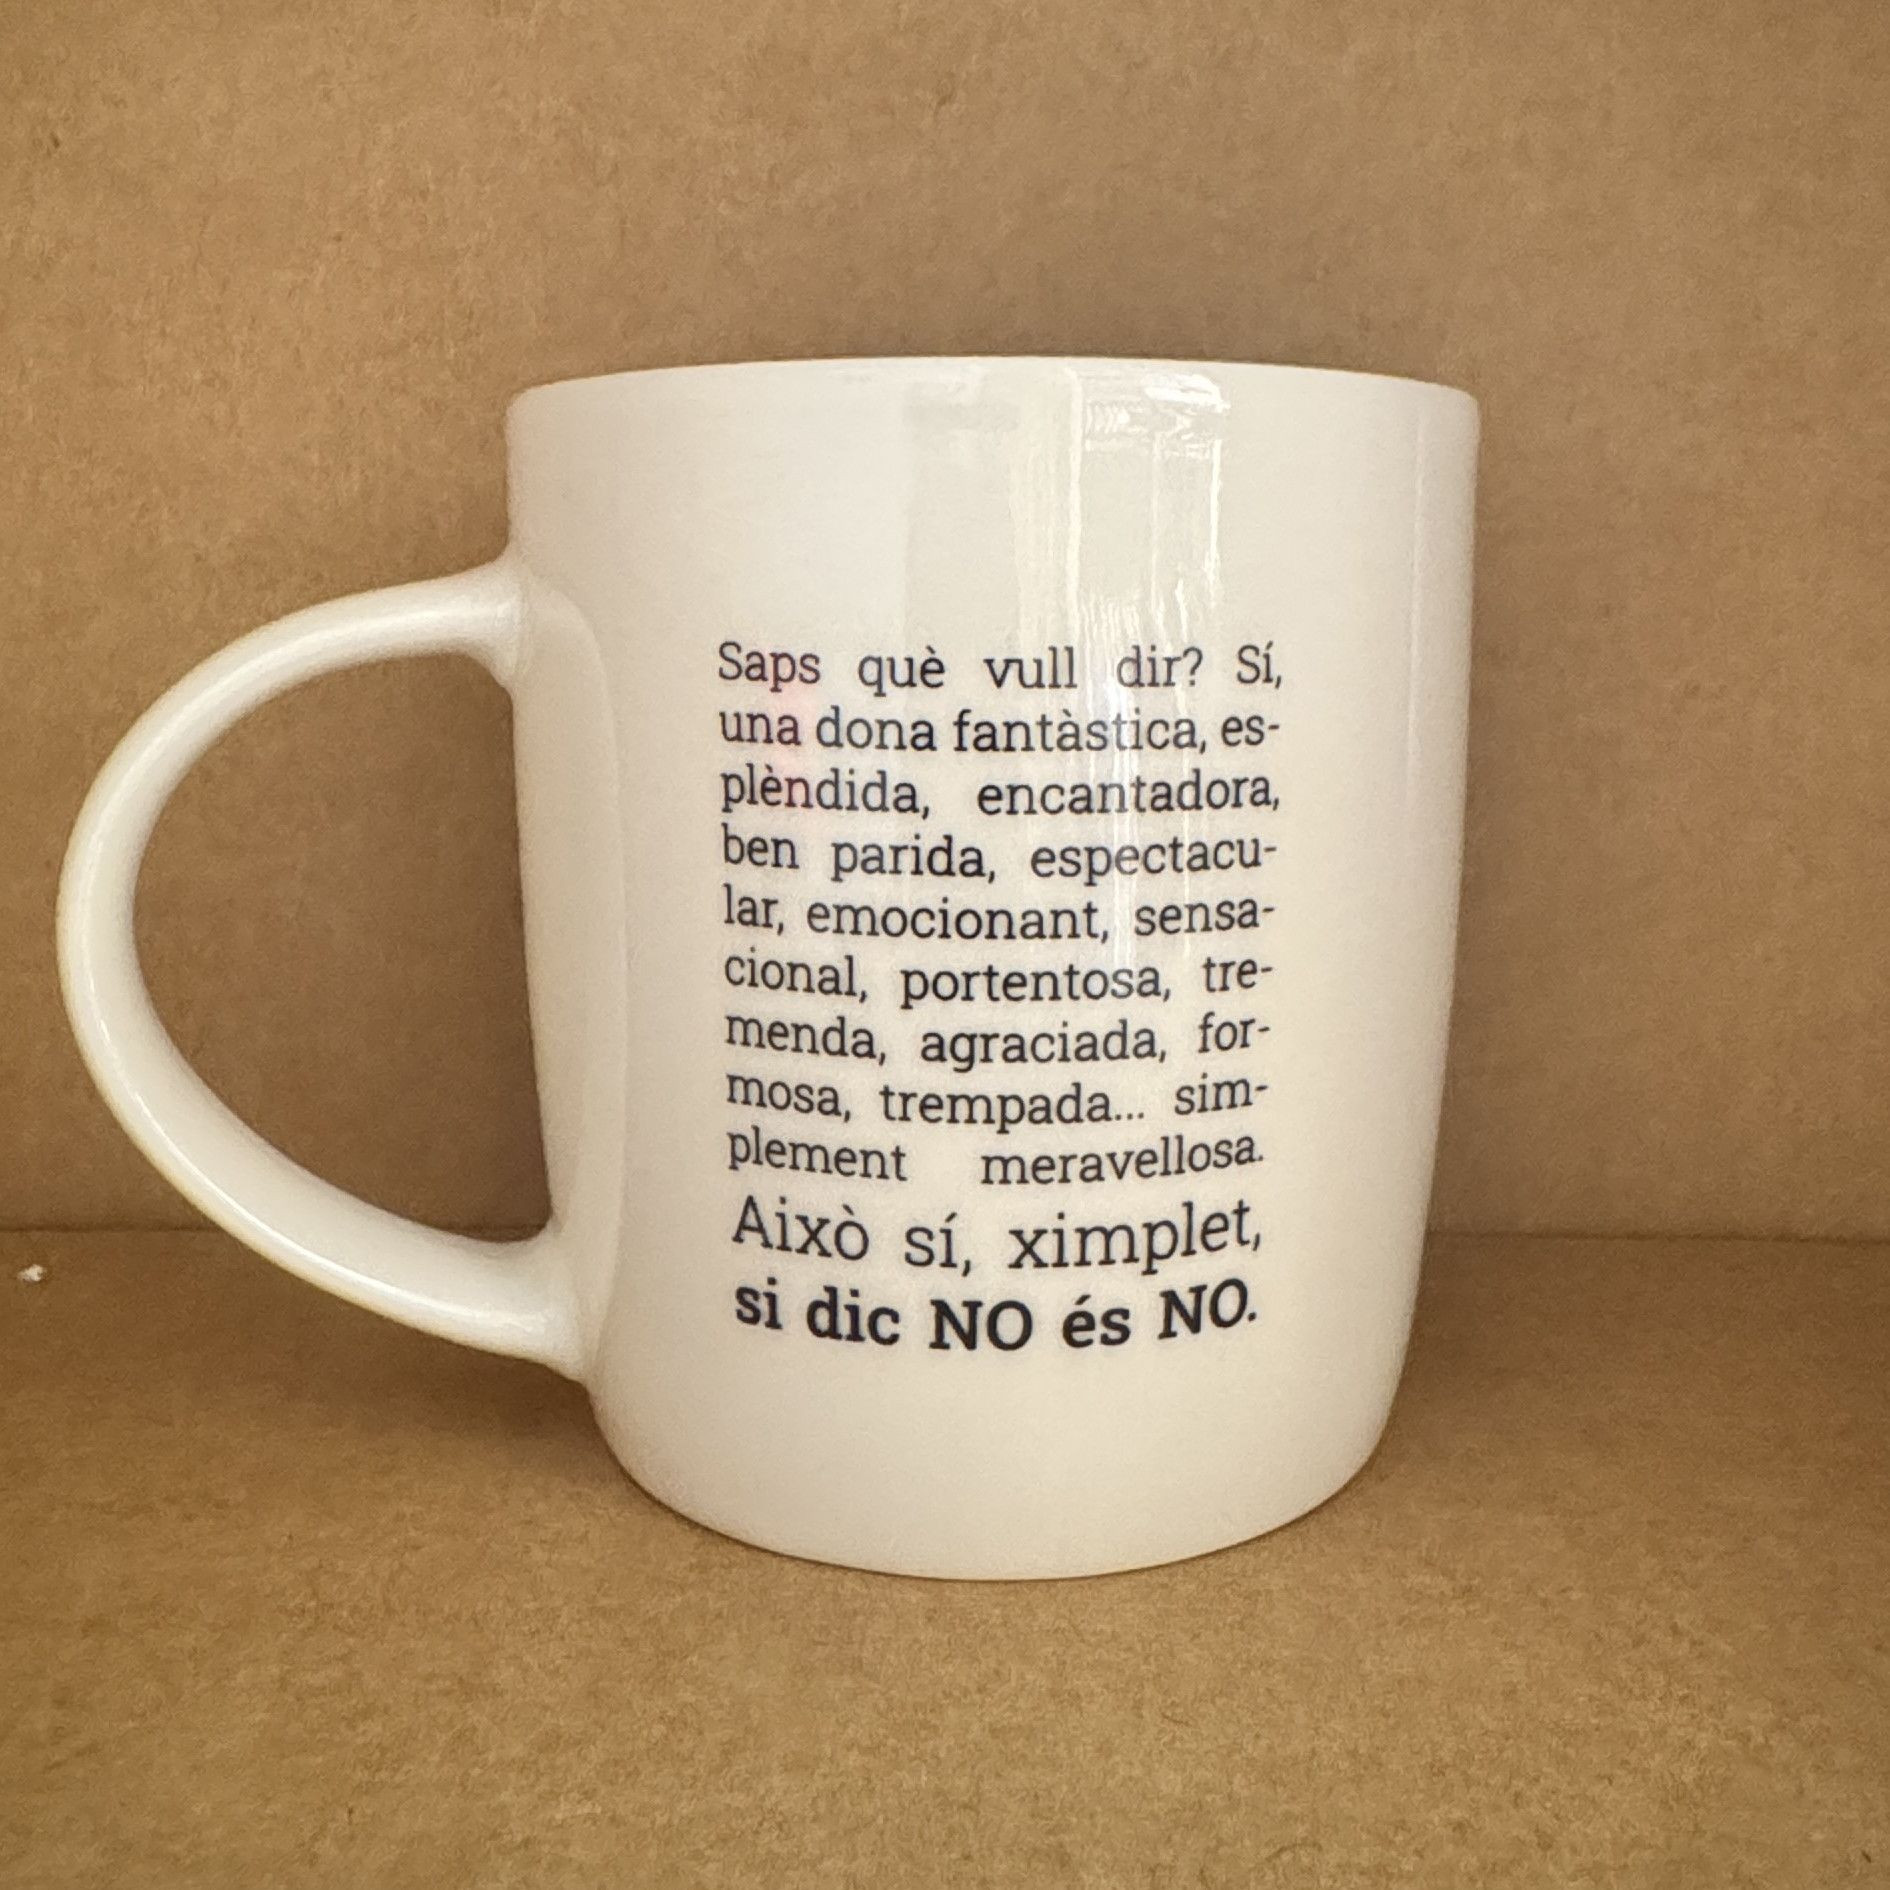 Saps què vull dir? Sí,
una dona fantàstica, es-
plèndida, encantadora,
ben parida, espectacu-
lar, emocionant, sensa-
cional, portentosa, tre-
menda, agraciada, for-
mosa, trempada... sim-
plement meravellosa.
Això sí, ximplet,
si dic NO és NO.